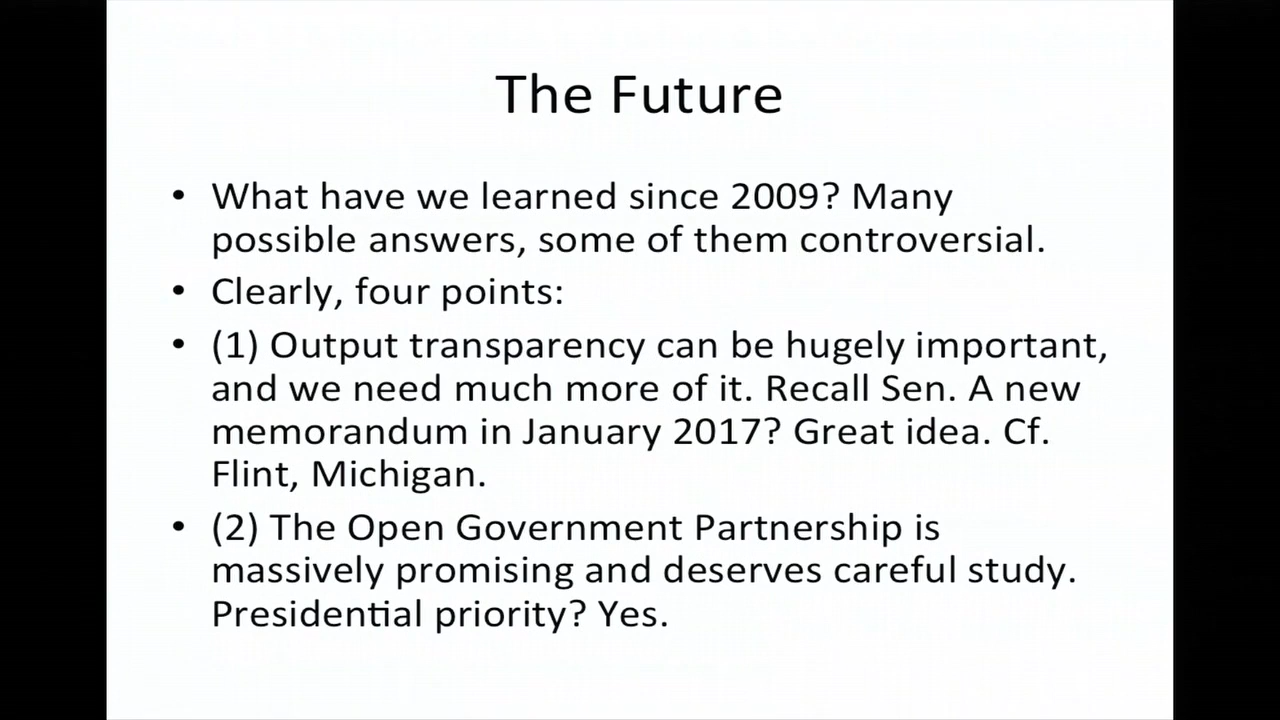 The Future
• What have we learned since 2009? Many
possible answers, some of them controversial.
• Clearly, four points:
• (1) Output transparency can be hugely important,
and we need much more of it. Recall Sen. A new
memorandum in January 2017? Great idea. Cf.
Flint, Michigan.
• (2) The Open Government Partnership is
massively promising and deserves careful study.
Presidential priority? Yes.